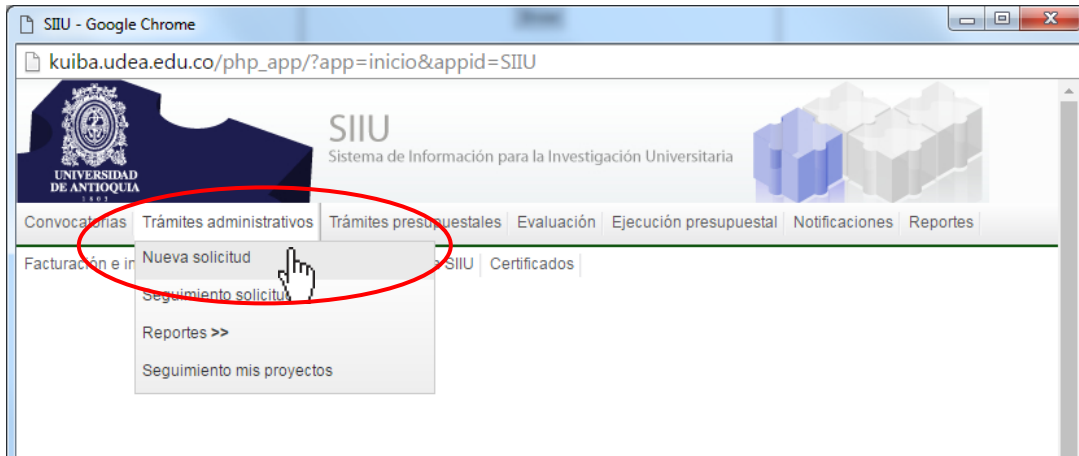 SIIU - Google Chrome
kuiba.udea.edu.co/php_app/?app=inicio&appid=SIIU
UNIVERSIDAD
DE ANTIOQUIA
1803
SIIU
Sistema de Información para la Investigación Universitaria
Convocatorias Trámites administrativos Trámites presupuestales Evaluación Ejecución presupuestal Notificaciones Reportes
Facturación e in SIIU Certificados
Nueva solicitud
Seguimiento solicitud
Reportes >>
Seguimiento mis proyectos